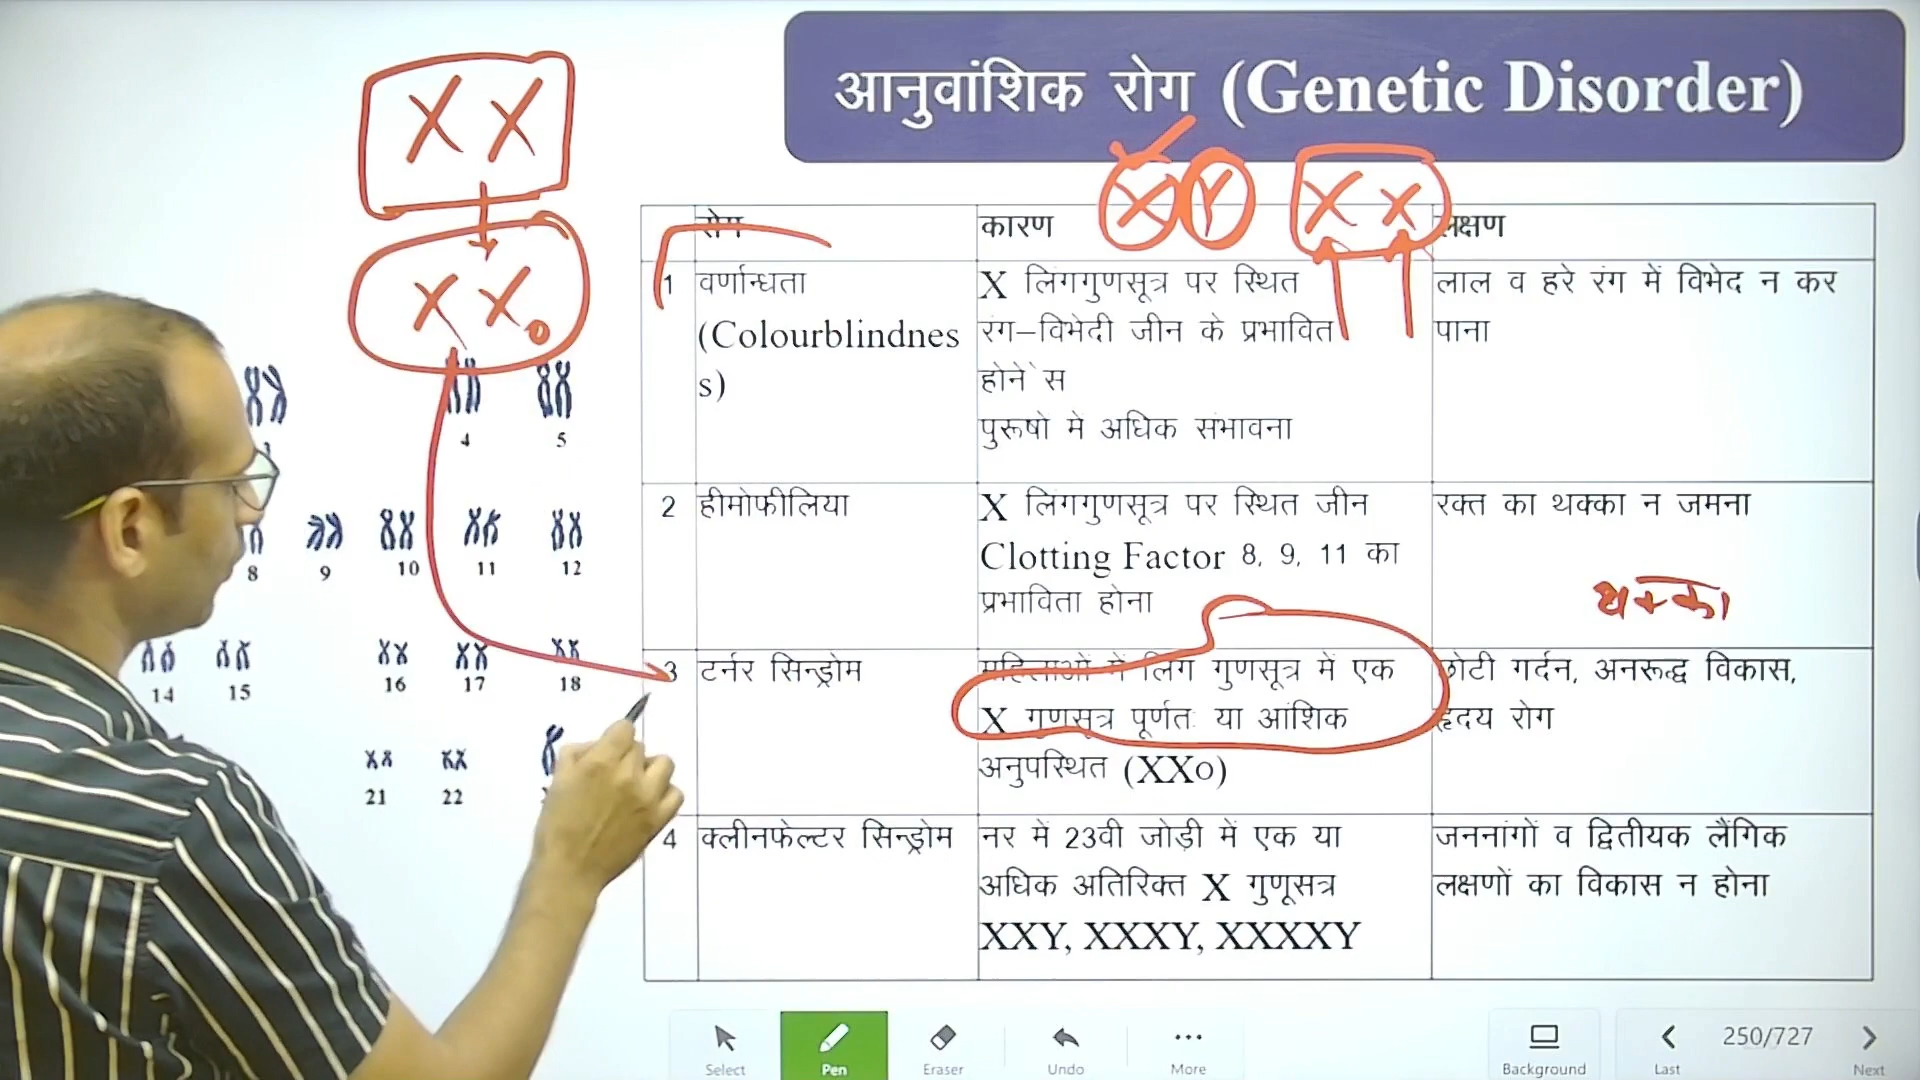 आनुवांशिक रोग (Genetic Disorder)
X X
X Y
X X
X X o
रोग
कारण
लक्षण
1
वर्णान्धता
(Colourblindnes
s)
X लिंगगुणसूत्र पर स्थित
रंग–विभेदी जीन के प्रभावित
होने स
पुरूषो मे अधिक संभावना
लाल व हरे रंग में विभेद न कर
पाना
2
हीमोफीलिया
X लिंगगुणसूत्र पर स्थित जीन
Clotting Factor 8, 9, 11 का
प्रभाविता होना
रक्त का थक्का न जमना
थक्का
3
टर्नर सिन्ड्रोम
महिलाओं में लिंग गुणसूत्र में एक
X गुणसूत्र पूर्णतः या आंशिक
अनुपस्थित (XXo)
छोटी गर्दन, अनरूद्ध विकास,
हृदय रोग
4
क्लीनफेल्टर सिन्ड्रोम
नर में 23वी जोड़ी में एक या
अधिक अतिरिक्त X गुणूसत्र
XXY, XXXY, XXXXY
जननांगों व द्वितीयक लैंगिक
लक्षणों का विकास न होना
4 5
8 9 10 11 12
14 15 16 17 18
21 22
Select Pen Eraser Undo More Background Last 250/727 Next